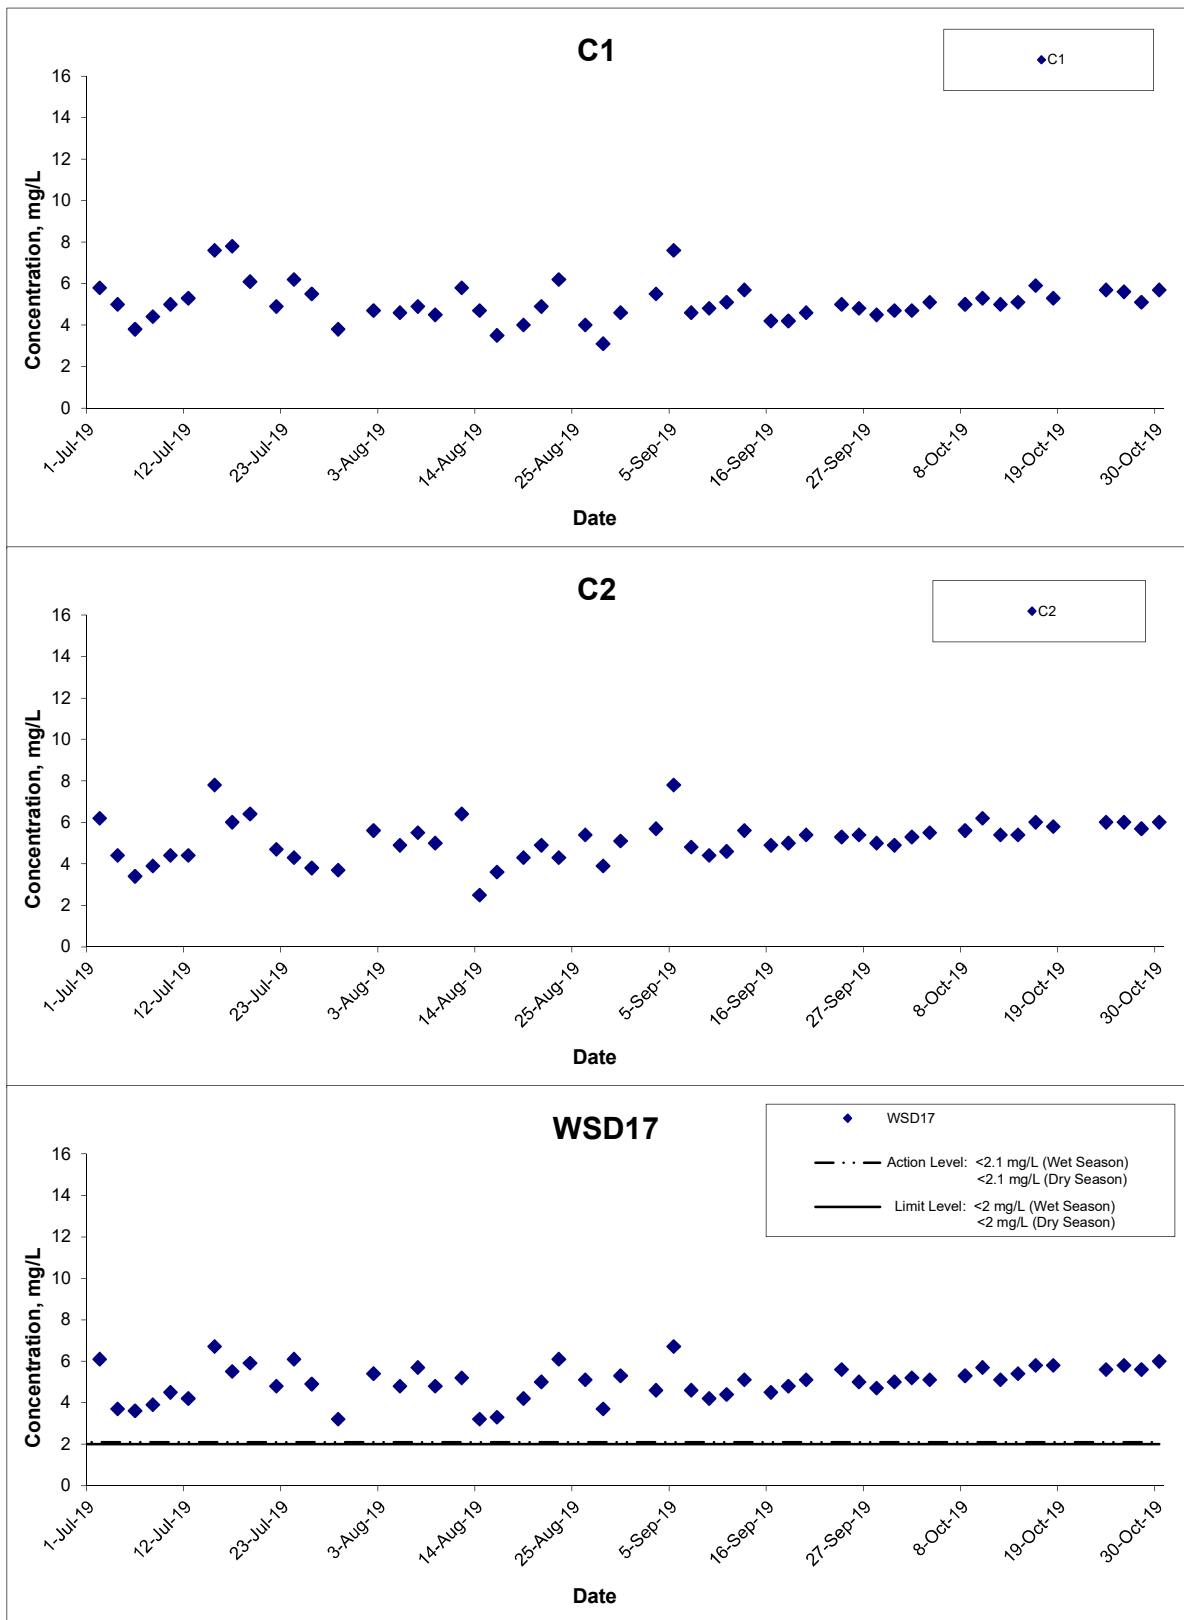 C1
C1
16
14
12
10
8
6
4
2
0
Concentration, mg/L
1-Jul-19
12-Jul-19
23-Jul-19
3-Aug-19
14-Aug-19
25-Aug-19
5-Sep-19
16-Sep-19
27-Sep-19
8-Oct-19
19-Oct-19
30-Oct-19
Date
C2
C2
16
14
12
10
8
6
4
2
0
Concentration, mg/L
1-Jul-19
12-Jul-19
23-Jul-19
3-Aug-19
14-Aug-19
25-Aug-19
5-Sep-19
16-Sep-19
27-Sep-19
8-Oct-19
19-Oct-19
30-Oct-19
Date
WSD17
WSD17
Action Level: <2.1 mg/L (Wet Season)
<2.1 mg/L (Dry Season)
Limit Level: <2 mg/L (Wet Season)
<2 mg/L (Dry Season)
16
14
12
10
8
6
4
2
0
Concentration, mg/L
1-Jul-19
12-Jul-19
23-Jul-19
3-Aug-19
14-Aug-19
25-Aug-19
5-Sep-19
16-Sep-19
27-Sep-19
8-Oct-19
19-Oct-19
30-Oct-19
Date